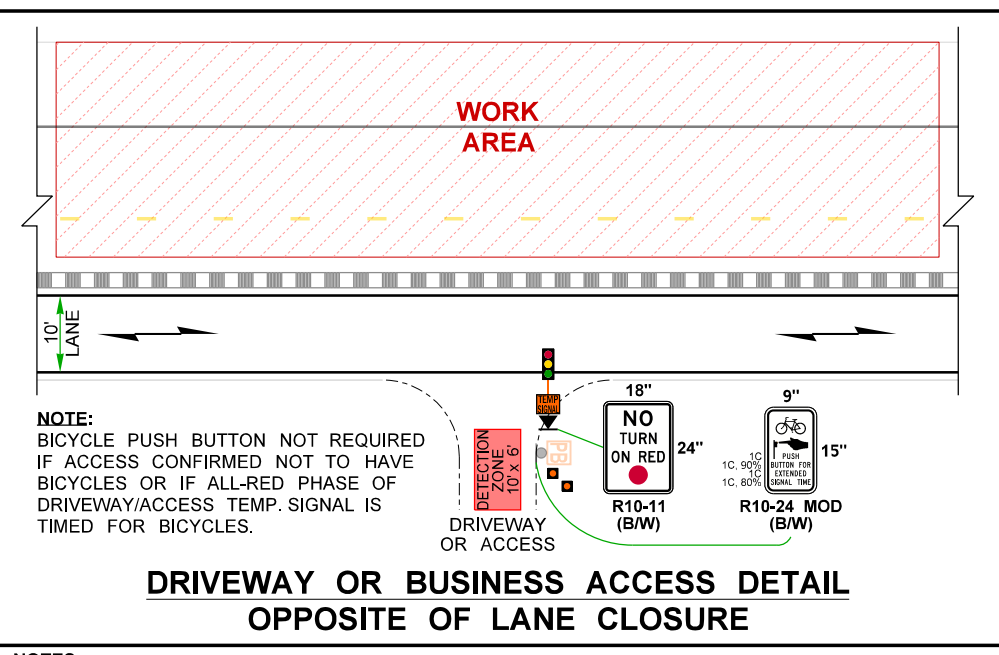 WORK
AREA
10'
LANE
NOTE:
BICYCLE PUSH BUTTON NOT REQUIRED
IF ACCESS CONFIRMED NOT TO HAVE
BICYCLES OR IF ALL-RED PHASE OF
DRIVEWAY/ACCESS TEMP. SIGNAL IS
TIMED FOR BICYCLES.
DETECTION
ZONE
10' x 6'
DRIVEWAY
OR ACCESS
TEMP
SIGNAL
PB
18"
NO
TURN
ON RED
24"
R10-11
(B/W)
9"
PUSH
BUTTON FOR
EXTENDED
SIGNAL TIME
15"
1C
1C, 90%
1C
1C, 80%
R10-24 MOD
(B/W)
DRIVEWAY OR BUSINESS ACCESS DETAIL
OPPOSITE OF LANE CLOSURE